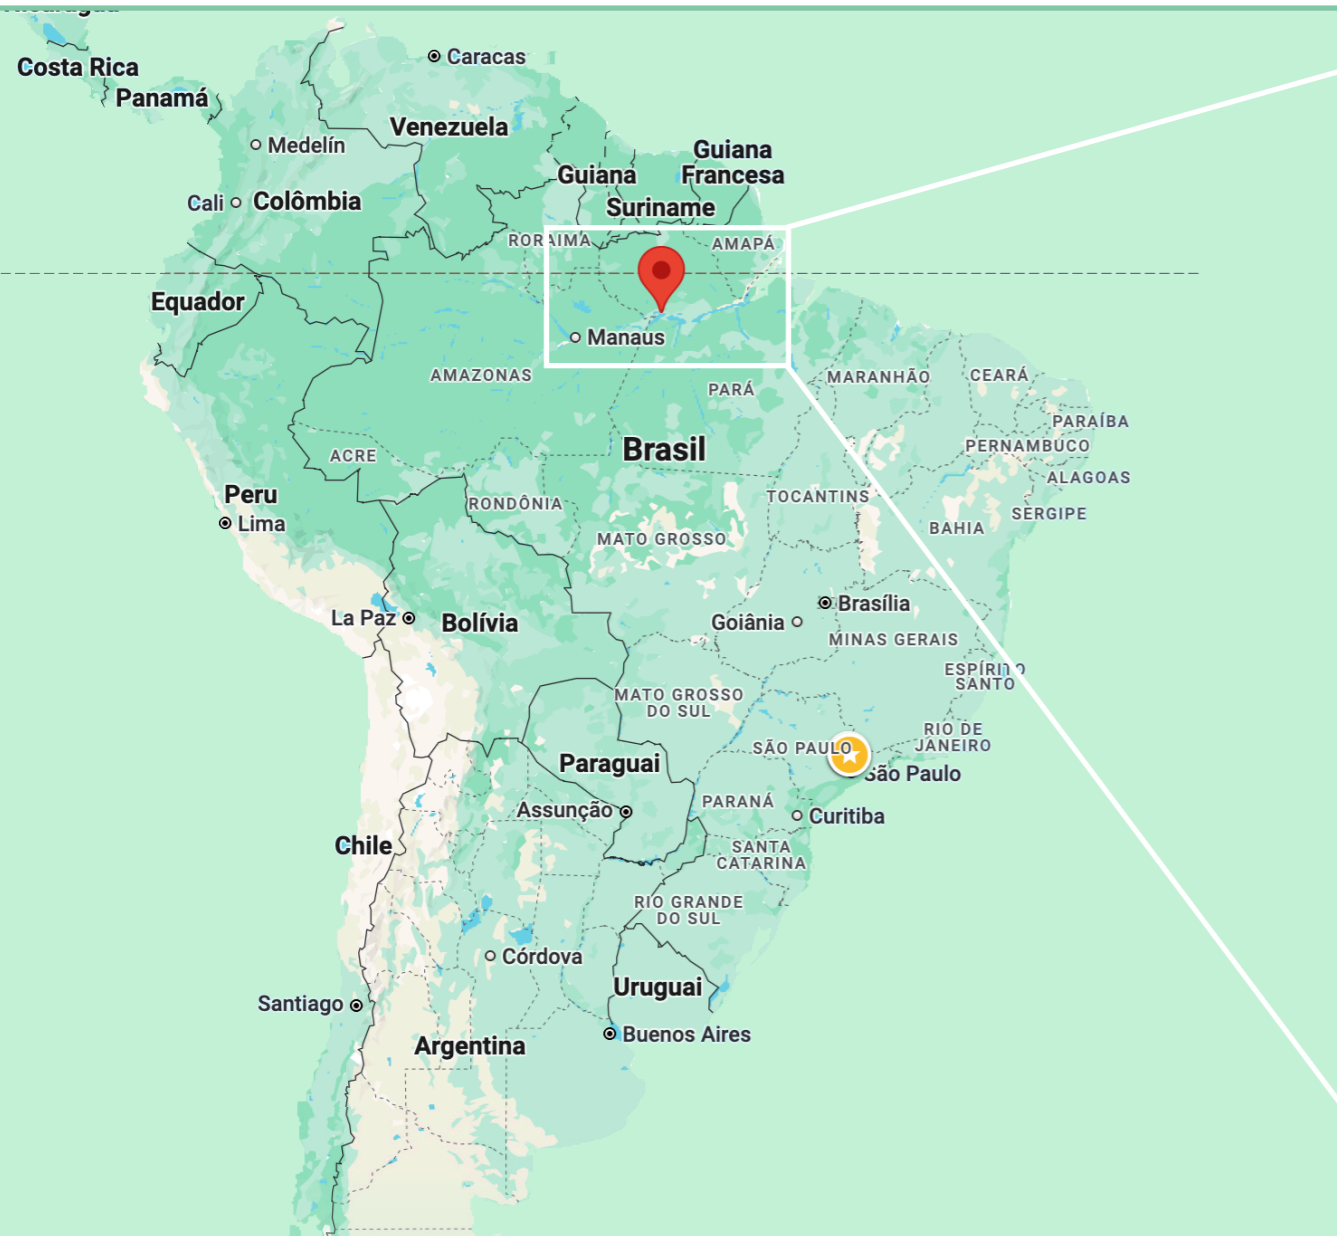 Nicarágua
Costa Rica
Panamá
Caracas
Venezuela
Medelín
Cali
Colômbia
Guiana
Guiana
Francesa
Suriname
RORAIMA
AMAPÁ
Equador
Manaus
AMAZONAS
PARÁ
MARANHÃO
CEARÁ
PARAÍBA
PERNAMBUCO
ALAGOAS
SERGIPE
BAHIA
Brasil
ACRE
RONDÔNIA
TOCANTINS
MATO GROSSO
Peru
Lima
La Paz
Bolívia
Goiânia
Brasília
MINAS GERAIS
ESPÍRITO
SANTO
MATO GROSSO
DO SUL
RIO DE
JANEIRO
SÃO PAULO
São Paulo
Paraguai
Assunção
PARANÁ
Curitiba
SANTA
CATARINA
Chile
RIO GRANDE
DO SUL
Córdova
Uruguai
Santiago
Buenos Aires
Argentina